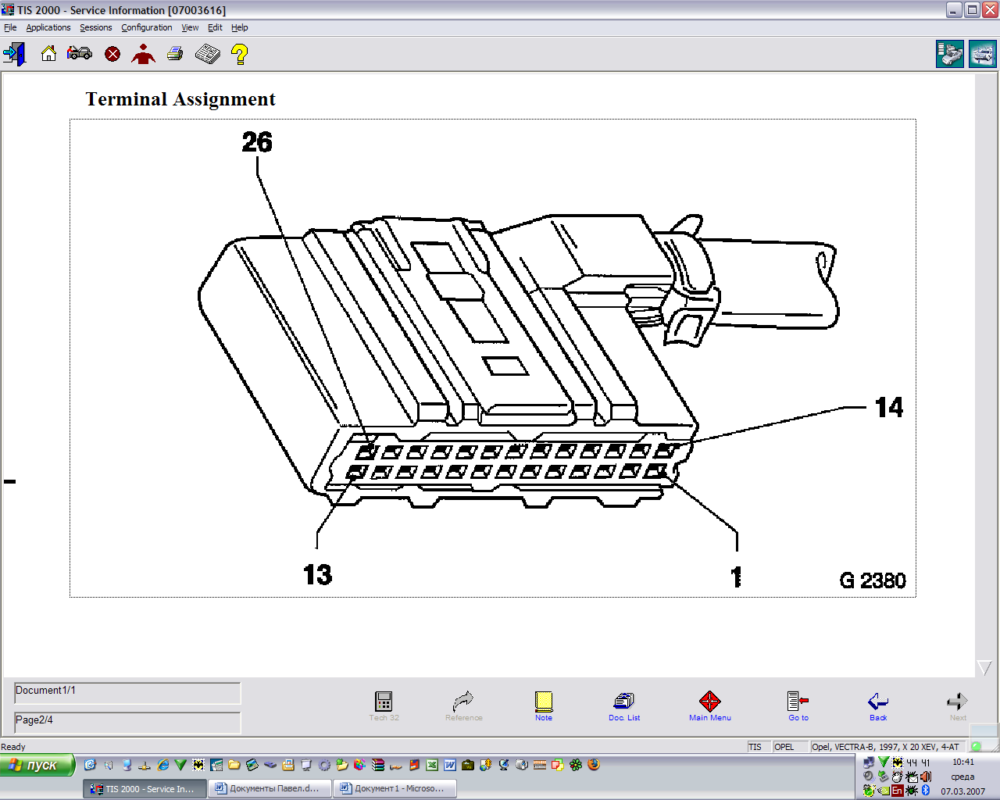 TIS 2000 - Service Information [07003616]
File Applications Sessions Configuration View Edit Help
Terminal Assignment
26
14
13
1
G 2380
Document1/1
Page2/4
Tech 32 Reference Note Doc. List Main Menu Go to Back Next
Ready TIS OPEL Opel, VECTRA-B, 1997, X 20 XEV, 4-AT
пуск
TIS 2000 - Service In... Документы Павел.d... Документ1 - Microso...
44 41
10:41
среда
En
07.03.2007